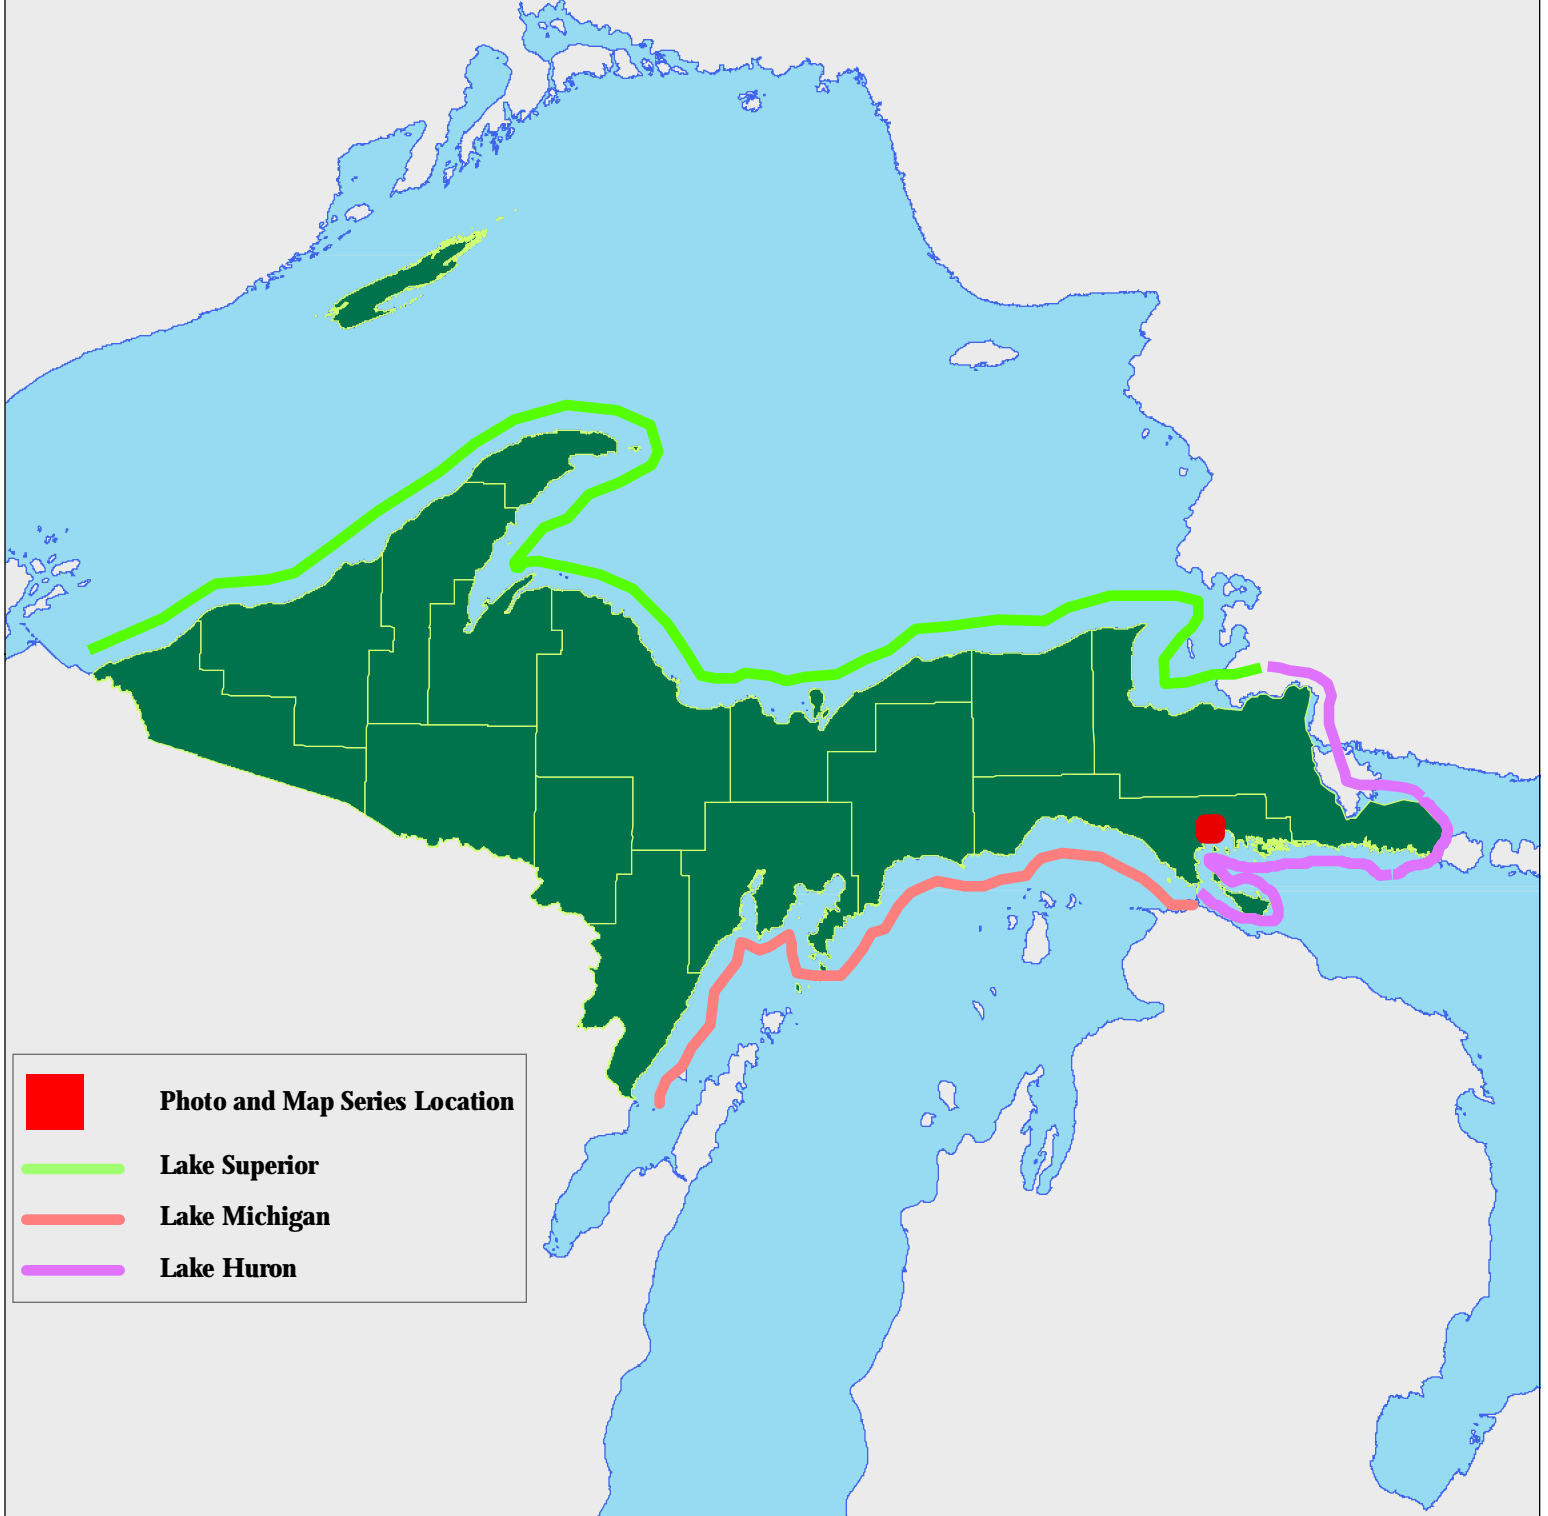 Photo and Map Series Location
Lake Superior
Lake Michigan
Lake Huron